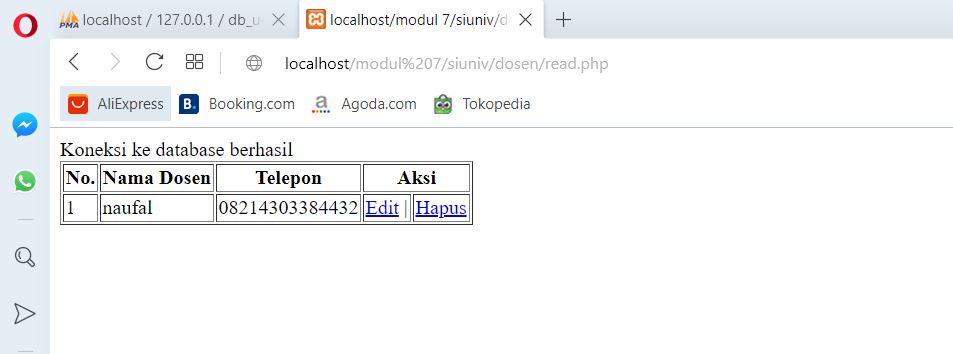 PMA localhost / 127.0.0.1 / db_u
localhost/modul 7/siuniv/d
localhost/modul%207/siuniv/dosen/read.php
AliExpress B. Booking.com a Agoda.com Tokopedia
Koneksi ke database berhasil
No. Nama Dosen Telepon Aksi
1 naufal 08214303384432 Edit | Hapus